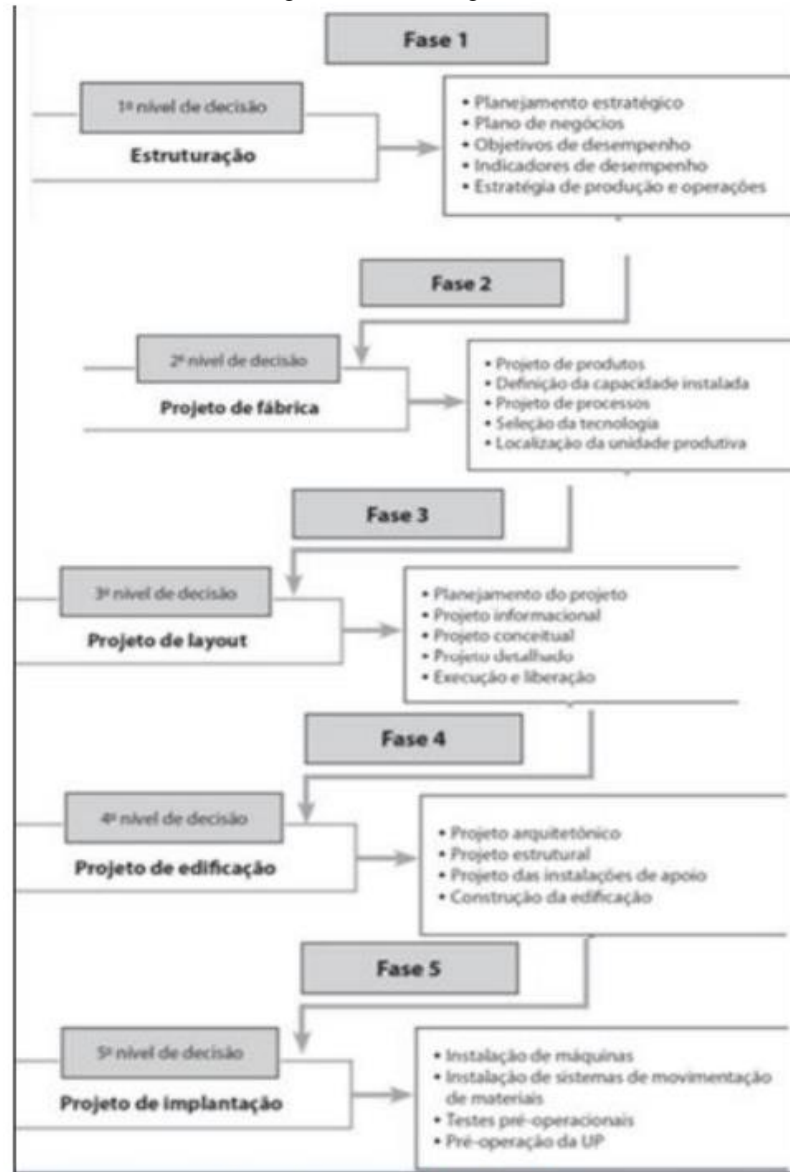 Fase 1
1º nível de decisão
Estruturação
• Planejamento estratégico
• Plano de negócios
• Objetivos de desempenho
• Indicadores de desempenho
• Estratégia de produção e operações
Fase 2
2º nível de decisão
Projeto de fábrica
• Projeto de produtos
• Definição da capacidade instalada
• Projeto de processos
• Seleção da tecnologia
• Localização da unidade produtiva
Fase 3
3º nível de decisão
Projeto de layout
• Planejamento do projeto
• Projeto informacional
• Projeto conceitual
• Projeto detalhado
• Execução e liberação
Fase 4
4º nível de decisão
Projeto de edificação
• Projeto arquitetônico
• Projeto estrutural
• Projeto das instalações de apoio
• Construção da edificação
Fase 5
5º nível de decisão
Projeto de implantação
• Instalação de máquinas
• Instalação de sistemas de movimentação
de materiais
• Testes pré-operacionais
• Pré-operação da UP